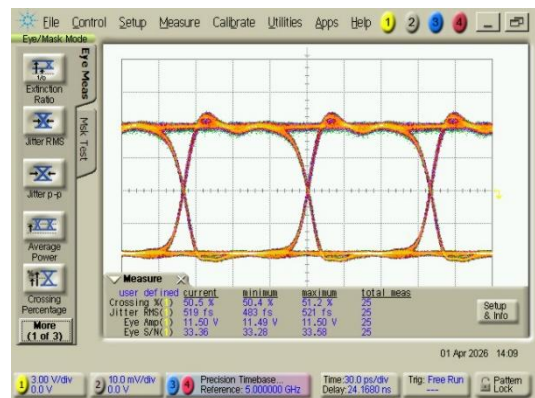 File Control Setup Measure Calibrate Utilities Apps Help 1 2 3 4
Eye/Mask Mode
Eye Meas
Msk Test
Extinction
Ratio
Jitter RMS
Jitter p-p
Average
Power
Crossing
Percentage
More
(1 of 3)
Measure
user defined current minimum maximum total meas
Crossing %(1) 50.5 % 50.4 % 51.2 % 25
Jitter RMS(1) 519 fs 483 fs 521 fs 25
Eye Amp(1) 11.50 V 11.49 V 11.50 V 25
Eye S/N(1) 33.36 33.28 33.58 25
Setup
& Info
01 Apr 2026 14:09
1 3.00 V/div
0.0 V
2 10.0 mV/div
0.0 V
3 4 Precision Timebase...
Reference: 5.000000 GHz
Time:30.0 ps/div
Delay:24.1680 ns
Trig: Free Run
---
Pattern
Lock